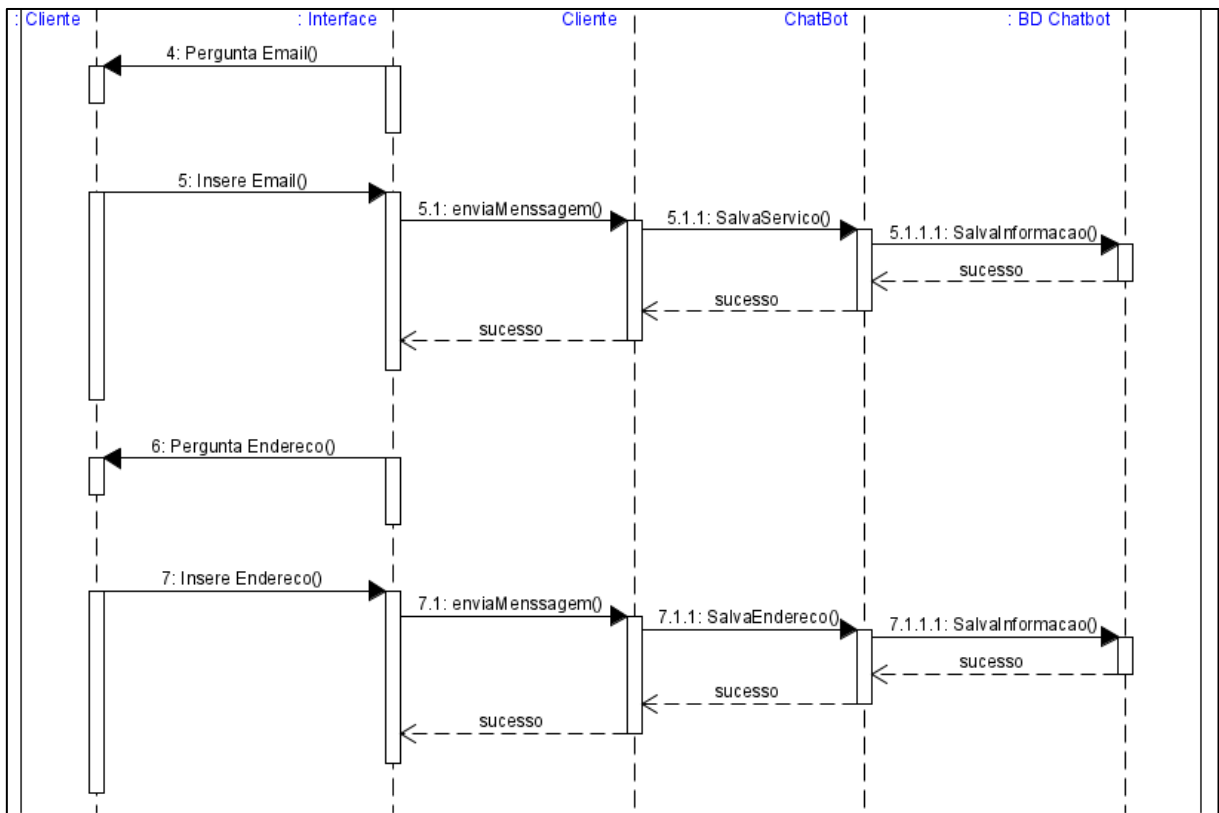 : Cliente
: Interface
Cliente
ChatBot
: BD Chatbot
4: Pergunta Email()
5: Insere Email()
5.1: enviaMenssagem()
5.1.1: SalvaServico()
5.1.1.1: SalvaInformacao()
sucesso
sucesso
sucesso
6: Pergunta Endereco()
7: Insere Endereco()
7.1: enviaMenssagem()
7.1.1: SalvaEndereco()
7.1.1.1: SalvaInformacao()
sucesso
sucesso
sucesso